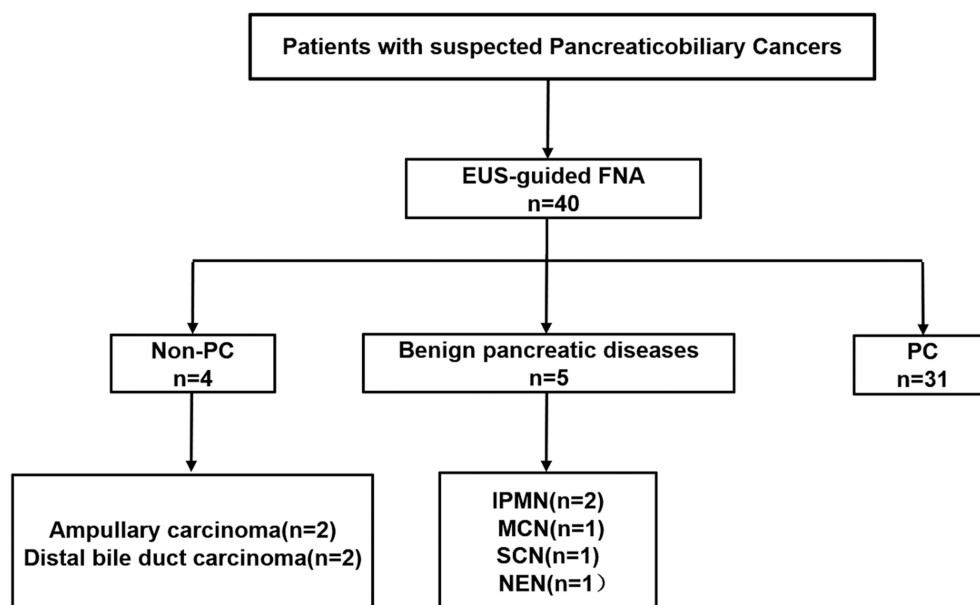 Patients with suspected Pancreaticobiliary Cancers
EUS-guided FNA
n=40
Non-PC
n=4
Benign pancreatic diseases
n=5
PC
n=31
Ampullary carcinoma(n=2)
Distal bile duct carcinoma(n=2)
IPMN(n=2)
MCN(n=1)
SCN(n=1)
NEN(n=1）